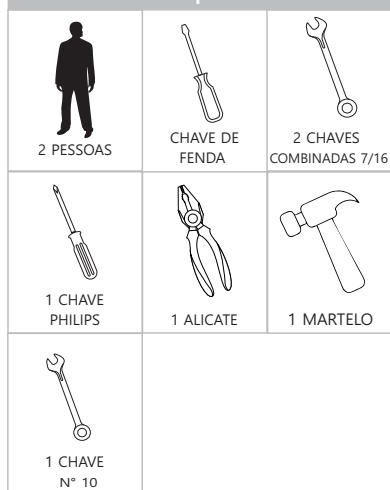 2 PESSOAS
CHAVE DE
FENDA
2 CHAVES
COMBINADAS 7/16
1 CHAVE
PHILIPS
1 ALICATE
1 MARTELO
1 CHAVE
N° 10